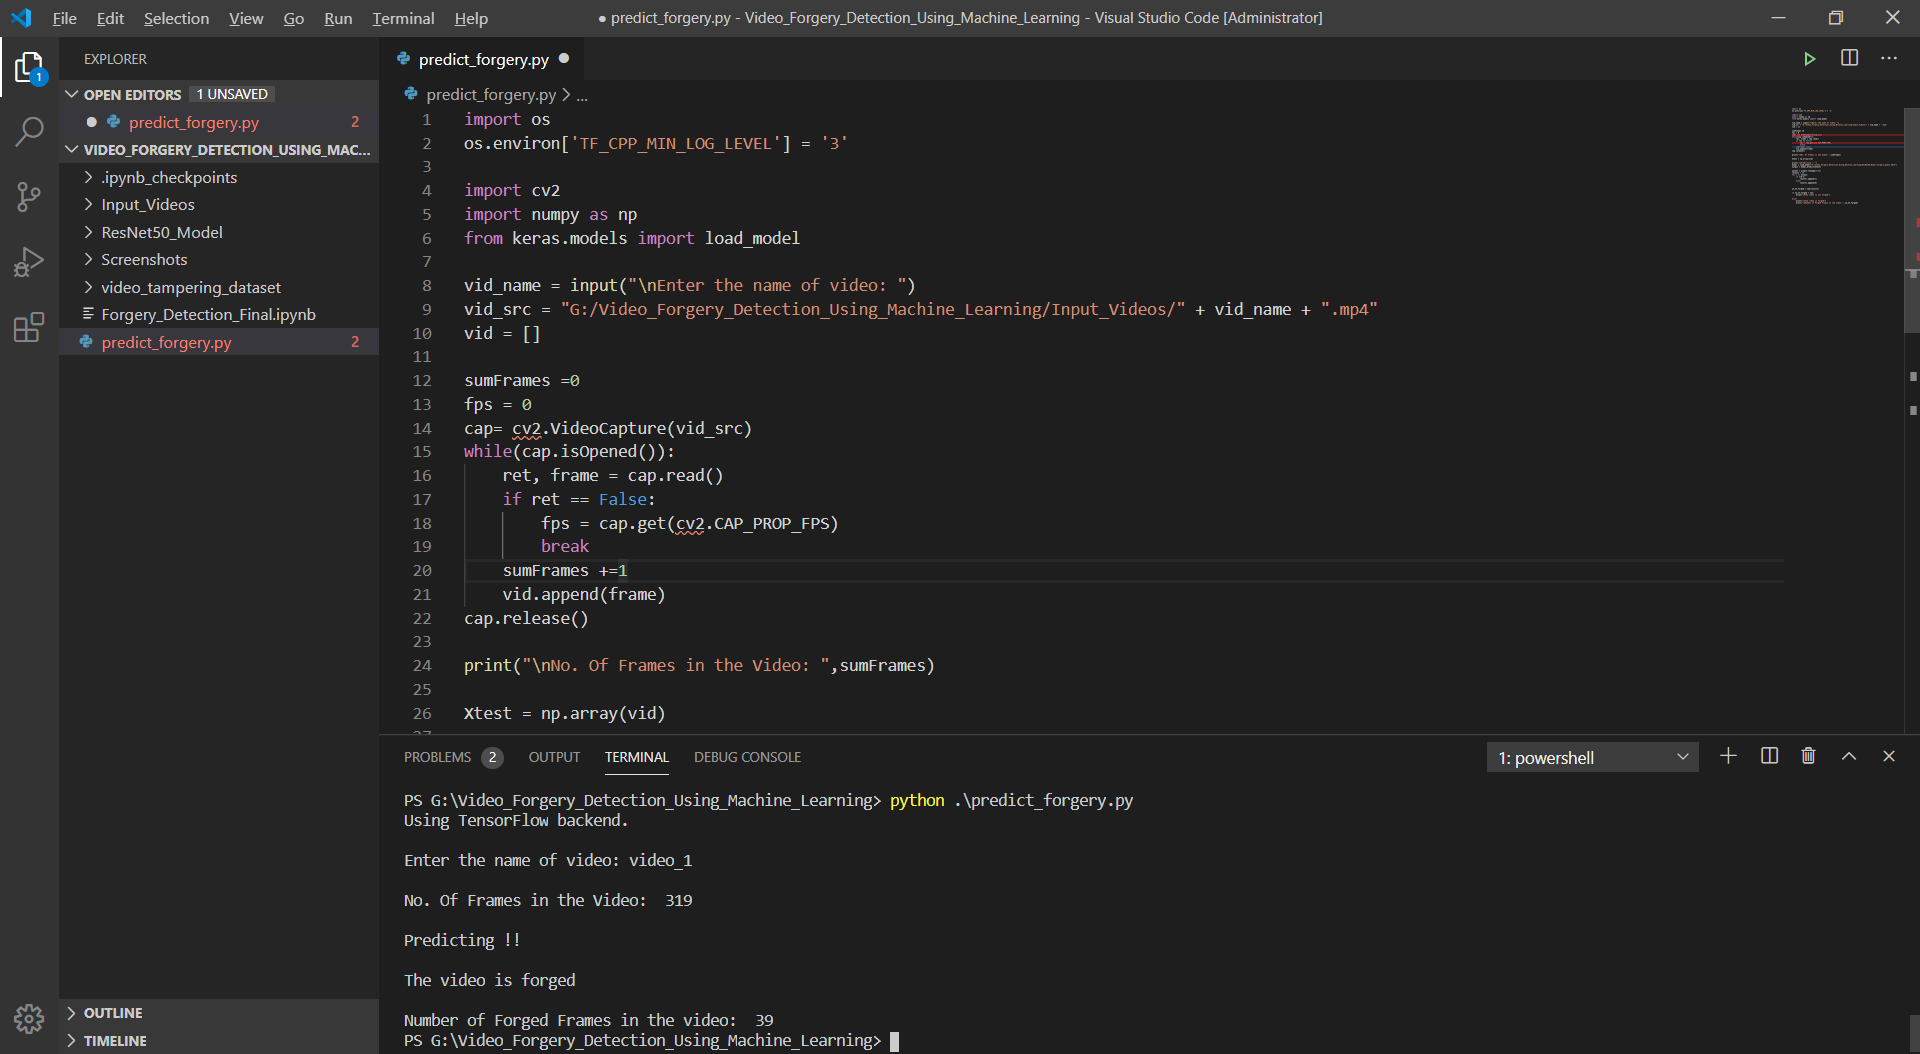 File Edit Selection View Go Run Terminal Help
● predict_forgery.py - Video_Forgery_Detection_Using_Machine_Learning - Visual Studio Code [Administrator]
1
EXPLORER
OPEN EDITORS 1 UNSAVED
predict_forgery.py 2
VIDEO_FORGERY_DETECTION_USING_MAC...
.ipynb_checkpoints
Input_Videos
ResNet50_Model
Screenshots
video_tampering_dataset
Forgery_Detection_Final.ipynb
predict_forgery.py 2
OUTLINE
TIMELINE
predict_forgery.py
predict_forgery.py > ...
1 import os
2 os.environ['TF_CPP_MIN_LOG_LEVEL'] = '3'
3
4 import cv2
5 import numpy as np
6 from keras.models import load_model
7
8 vid_name = input("\nEnter the name of video: ")
9 vid_src = "G:/Video_Forgery_Detection_Using_Machine_Learning/Input_Videos/" + vid_name + ".mp4"
10 vid = []
11
12 sumFrames =0
13 fps = 0
14 cap= cv2.VideoCapture(vid_src)
15 while(cap.isOpened()):
16     ret, frame = cap.read()
17     if ret == False:
18         fps = cap.get(cv2.CAP_PROP_FPS)
19         break
20     sumFrames +=1
21     vid.append(frame)
22 cap.release()
23
24 print("\nNo. Of Frames in the Video: ",sumFrames)
25
26 Xtest = np.array(vid)
PROBLEMS 2 OUTPUT TERMINAL DEBUG CONSOLE 1: powershell
PS G:\Video_Forgery_Detection_Using_Machine_Learning> python .\predict_forgery.py
Using TensorFlow backend.
Enter the name of video: video_1
No. Of Frames in the Video:  319
Predicting !!
The video is forged
Number of Forged Frames in the video:  39
PS G:\Video_Forgery_Detection_Using_Machine_Learning>